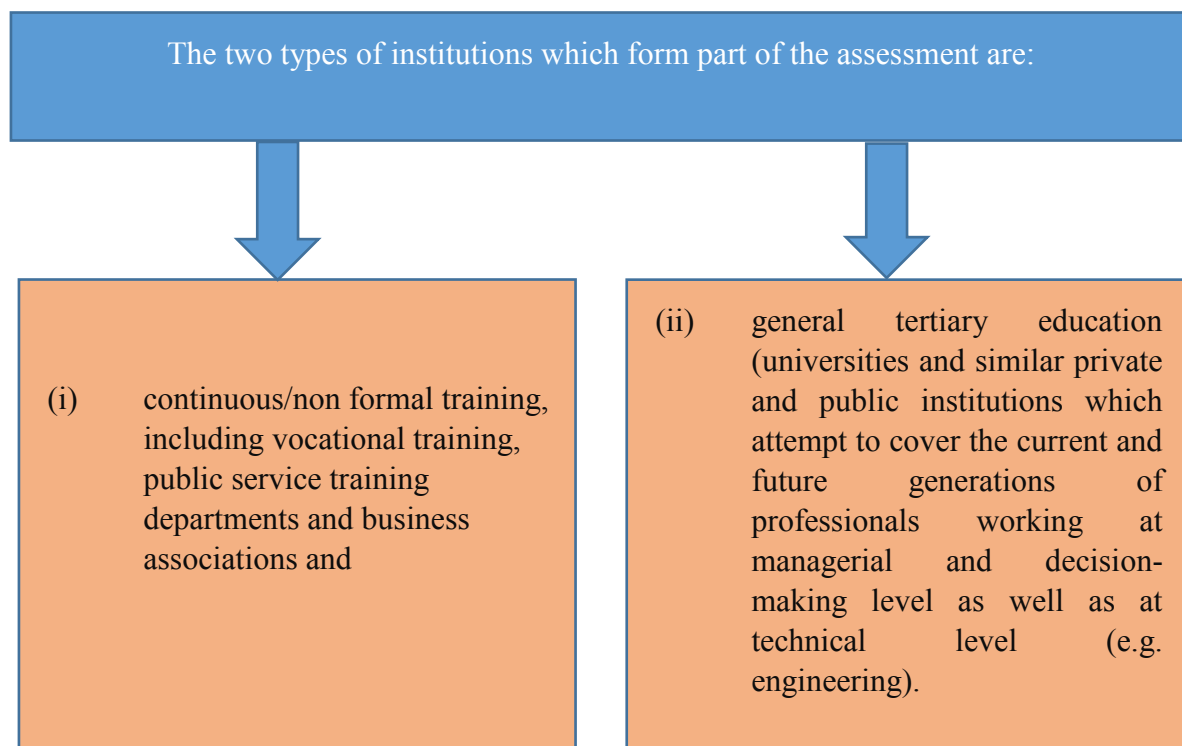 The two types of institutions which form part of the assessment are:
(i) continuous/non formal training,
including vocational training,
public service training
departments and business
associations and
(ii) general tertiary education
(universities and similar private
and public institutions which
attempt to cover the current and
future generations of
professionals working at
managerial and decision-
making level as well as at
technical level (e.g.
engineering).